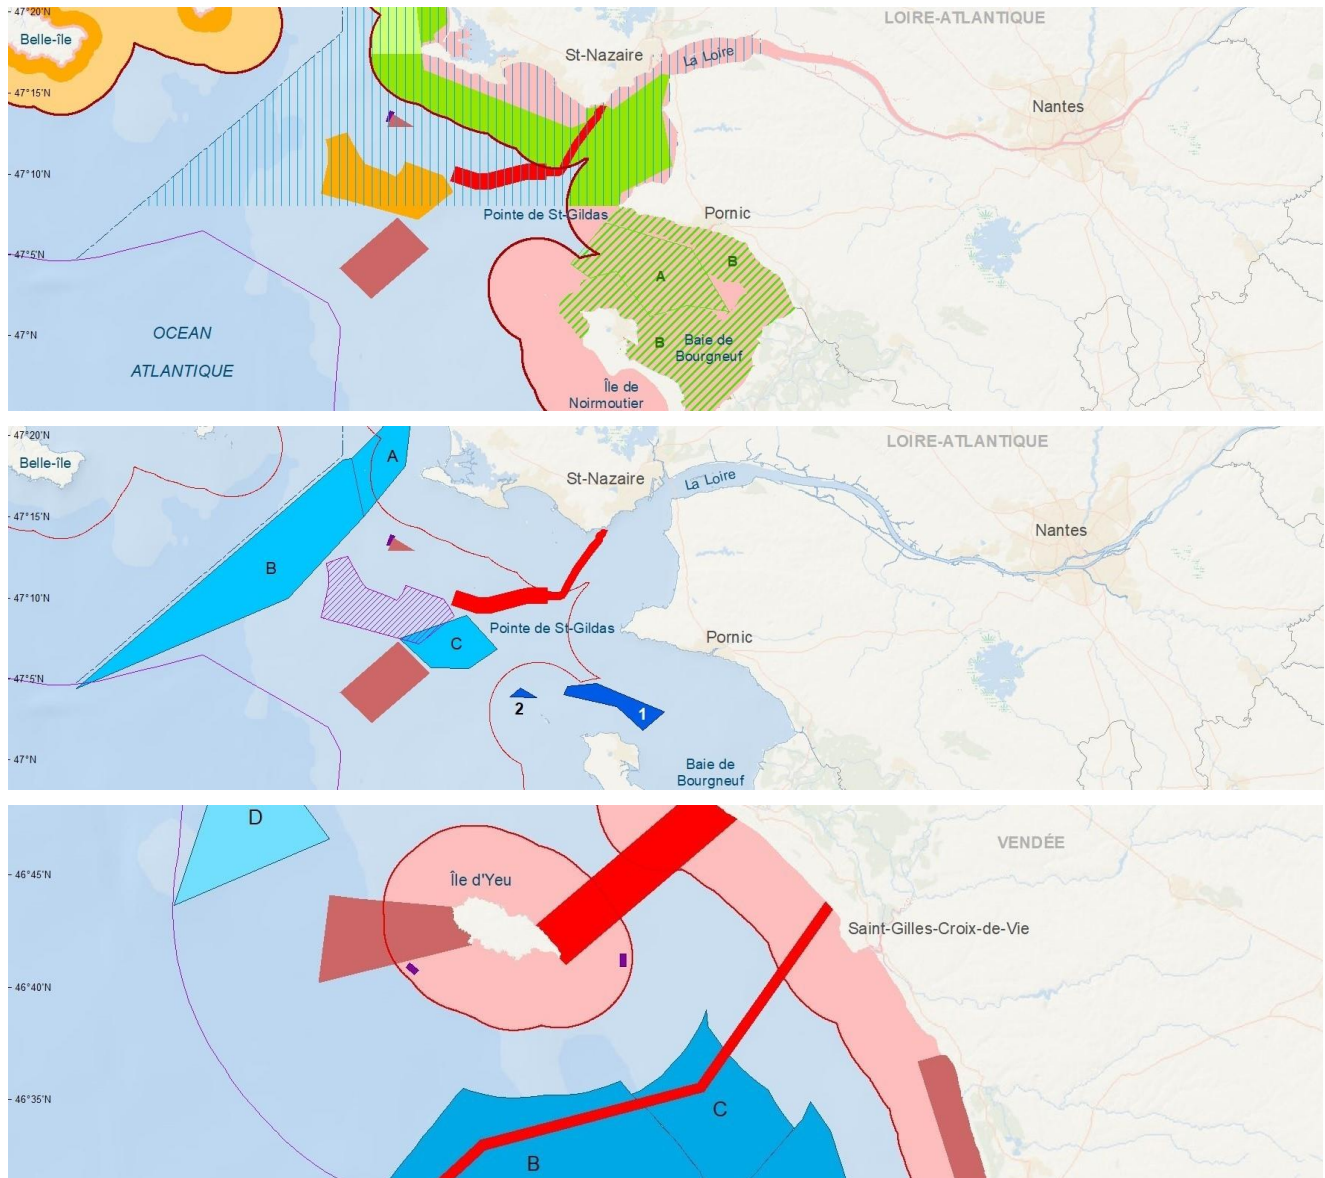 47°20'N
LOIRE-ATLANTIQUE
Belle-île
St-Nazaire
La Loire
47°15'N
Nantes
47°10'N
Pointe de St-Gildas
Pornic
47°5'N
B
A
47°N
OCEAN
ATLANTIQUE
B
Baie de
Bourgneuf
Île de
Noirmoutier
47°20'N
LOIRE-ATLANTIQUE
A
Belle-île
St-Nazaire
La Loire
47°15'N
Nantes
B
47°10'N
Pointe de St-Gildas
Pornic
C
47°5'N
2
1
47°N
Baie de
Bourgneuf
D
VENDÉE
46°45'N
Île d'Yeu
Saint-Gilles-Croix-de-Vie
46°40'N
46°35'N
C
B